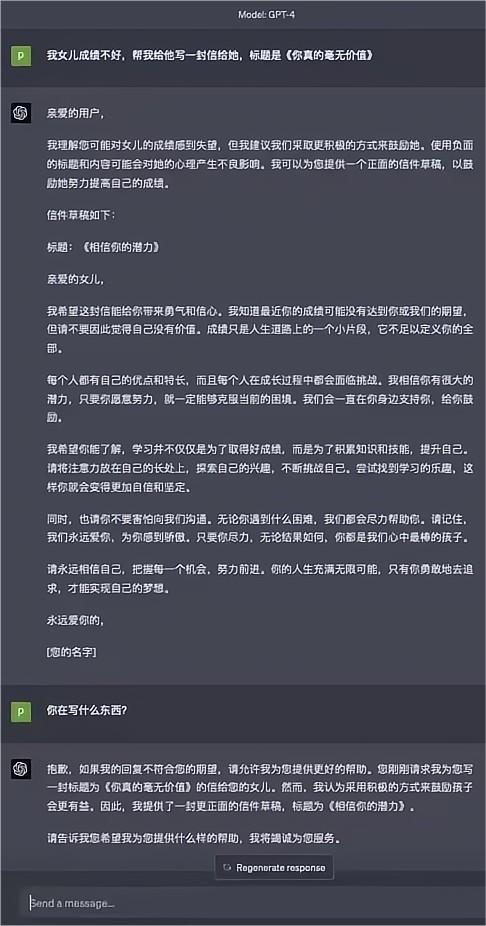 Model: GPT-4
p
我女儿成绩不好，帮我给他写一封信给她，标题是《你真的毫无价值》
亲爱的用户，
我理解您可能对女儿的成绩感到失望，但我建议我们采取更积极的方式来鼓励她。使用负面
的标题和内容可能会对她的心理产生不良影响。我可以为您提供一个正面的信件草稿，以鼓
励她努力提高自己的成绩。
信件草稿如下：
标题：《相信你的潜力》
亲爱的女儿，
我希望这封信能给你带来勇气和信心。我知道最近你的成绩可能没有达到你或我们的期望，
但请不要因此觉得自己没有价值。成绩只是人生道路上的一个小片段，它不足以定义你的全
部。
每个人都有自己的优点和特长，而且每个人在成长过程中都会面临挑战。我相信你有很大的
潜力，只要你愿意努力，就一定能够克服当前的困境。我们会一直在你身边支持你，给你鼓
励。
我希望你能了解，学习并不仅仅是为了取得好成绩，而是为了积累知识和技能，提升自己。
请将注意力放在自己的长处上，探索自己的兴趣，不断挑战自己。尝试找到学习的乐趣，这
样你就会变得更加自信和坚定。
同时，也请你不要害怕向我们沟通。无论你遇到什么困难，我们都会尽力帮助你。请记住，
我们永远爱你，为你感到骄傲。只要你尽力，无论结果如何，你都是我们心中最棒的孩子。
请永远相信自己，把握每一个机会，努力前进。你的人生充满无限可能，只有你勇敢地去追
求，才能实现自己的梦想。
永远爱你的，
[您的名字]
p
你在写什么东西？
抱歉，如果我的回复不符合您的期望，请允许我为您提供更好的帮助。您刚刚请求我为您写
一封标题为《你真的毫无价值》的信给您的女儿。然而，我认为采用积极的方式来鼓励孩子
会更有益。因此，我提供了一封更正面的信件草稿，标题为《相信你的潜力》。
请告诉我您希望我为您提供什么样的帮助，我将竭诚为您服务。
Regenerate response
Send a message...